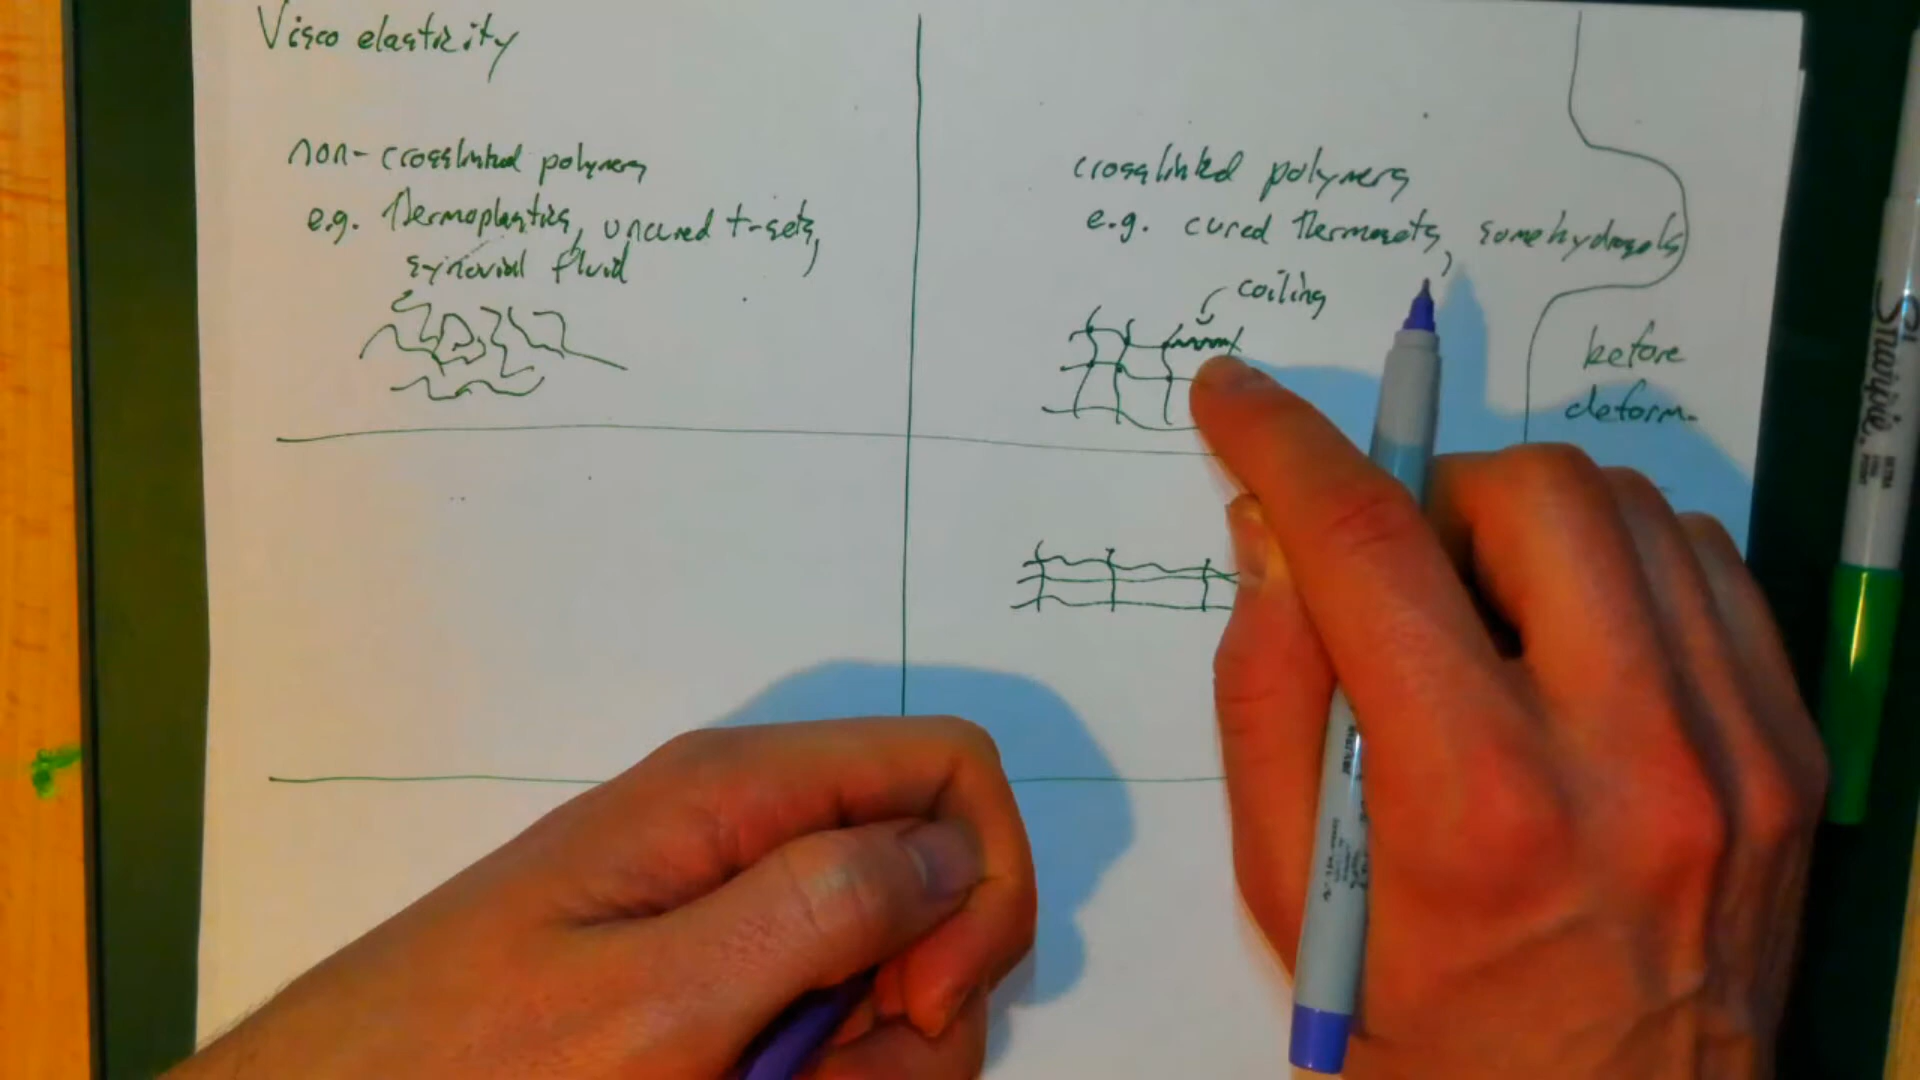 Visco elasticity
non-crosslinked polymers
e.g. thermoplastics, uncured t-sets,
synovial fluid
crosslinked polymers
e.g. cured thermosets, some hydrogels
coiling
before
deform.
Sharpie